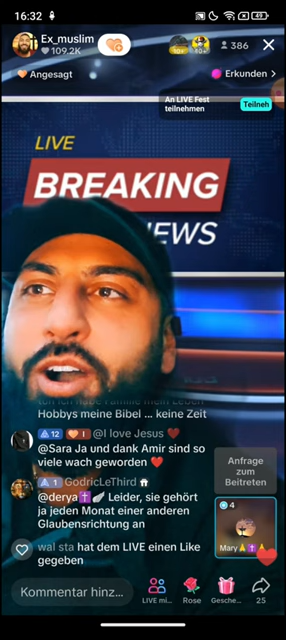 16:32
49
Ex_muslim
109.2K
10+
386
Angesagt
Erkunden >
An LIVE Fest
teilnehmen
Teilneh
LIVE
BREAKING
NEWS
Hobbys meine Bibel ... keine Zeit
12 I @I love Jesus ❤️
@Sara Ja und dank Amir sind so
viele wach geworden ❤️
1 GodricLeThird
@derya✝️🪽 Leider, sie gehört
ja jeden Monat einer anderen
Glaubensrichtung an
Anfrage
zum
Beitreten
4
Mary🙏✝️🙏
wal sta hat dem LIVE einen Like
gegeben
Kommentar hinz...
LIVE mi...
Rose
Gesche...
25